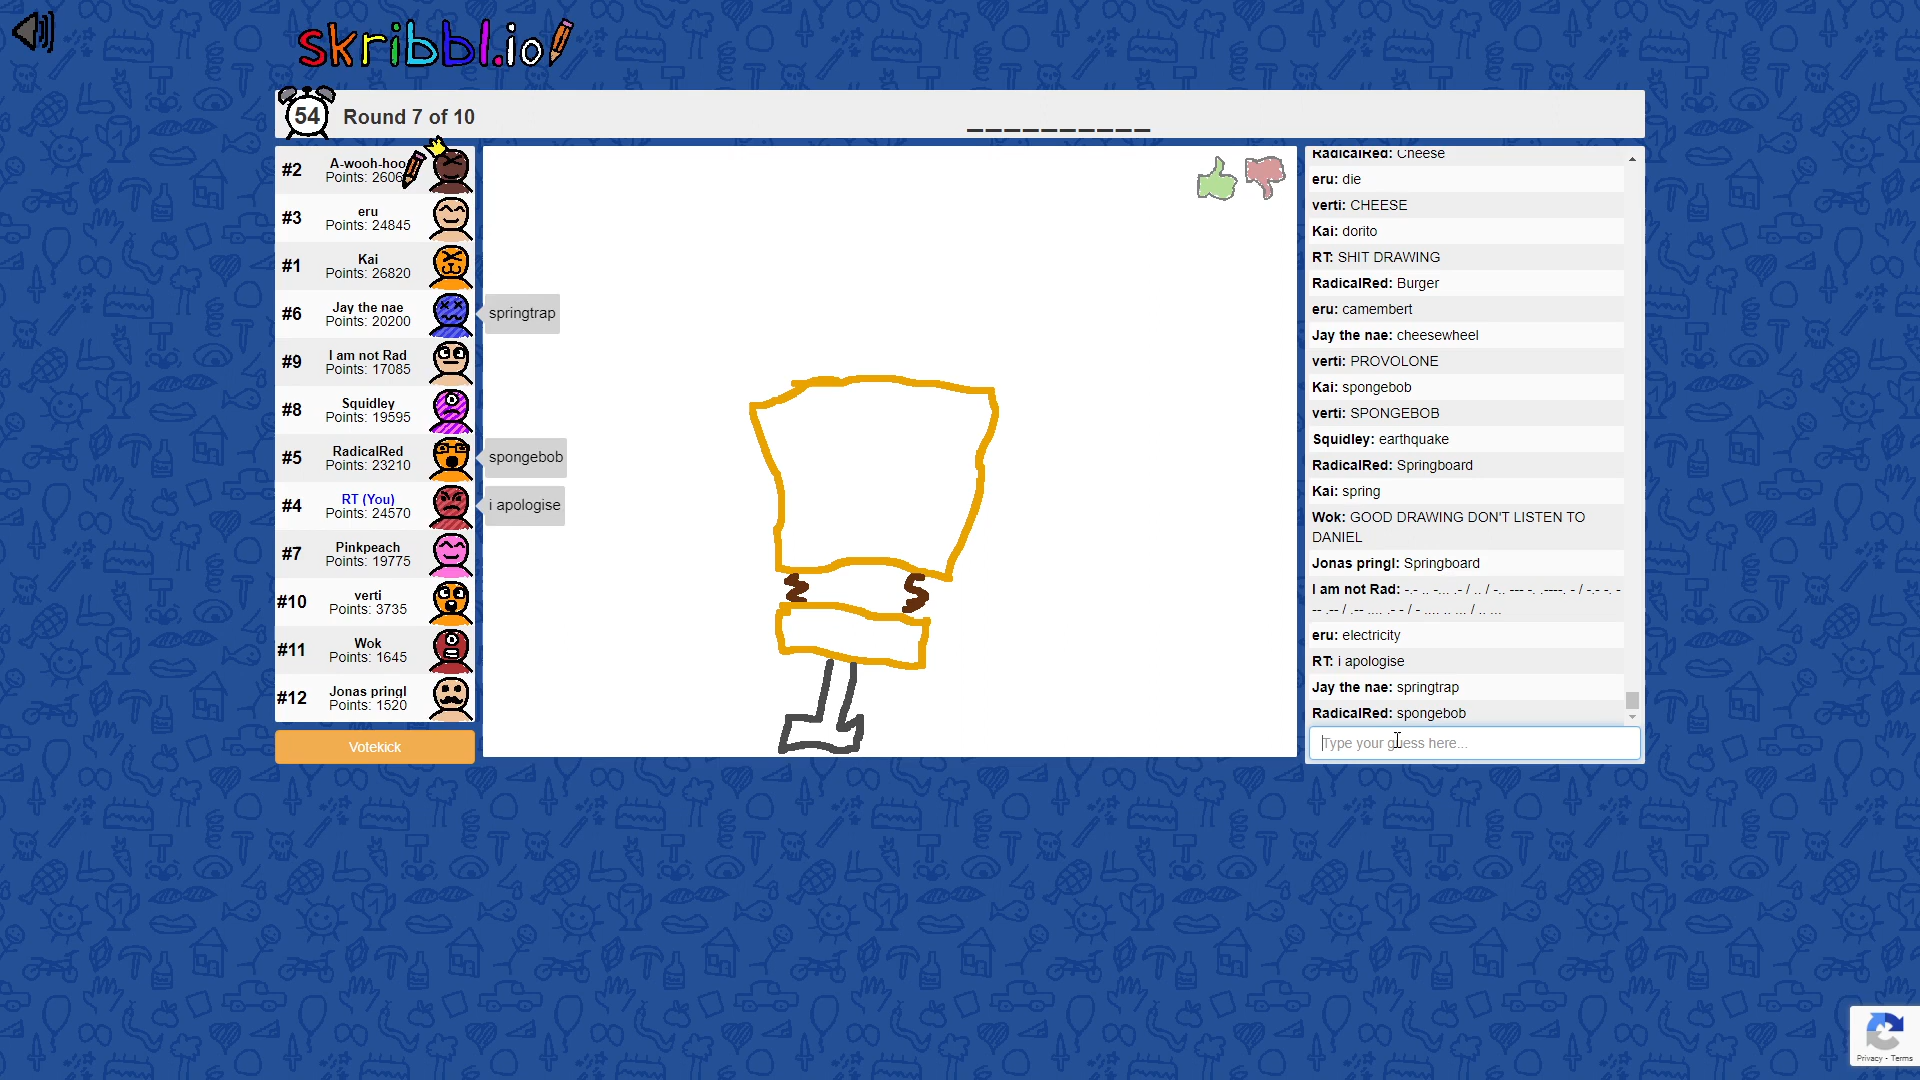 skribbl.io
54
Round 7 of 10
__________
#2
A-wooh-hoo
Points: 2606
#3
eru
Points: 24845
#1
Kai
Points: 26820
#6
Jay the nae
Points: 20200
springtrap
#9
I am not Rad
Points: 17085
#8
Squidley
Points: 19595
#5
RadicalRed
Points: 23210
spongebob
#4
RT (You)
Points: 24570
i apologise
#7
Pinkpeach
Points: 19775
#10
verti
Points: 3735
#11
Wok
Points: 1645
#12
Jonas pringl
Points: 1520
Votekick
RadicalRed: Cheese
eru: die
verti: CHEESE
Kai: dorito
RT: SHIT DRAWING
RadicalRed: Burger
eru: camembert
Jay the nae: cheesewheel
verti: PROVOLONE
Kai: spongebob
verti: SPONGEBOB
Squidley: earthquake
RadicalRed: Springboard
Kai: spring
Wok: GOOD DRAWING DON'T LISTEN TO
DANIEL
Jonas pringl: Springboard
I am not Rad: -.- .. -... .- / .. / -.. --- -. .----. - / -.- -. -
-- .-- / .-- .... .- - / - .... .. ... / .. ...
eru: electricity
RT: i apologise
Jay the nae: springtrap
RadicalRed: spongebob
Type your guess here...
Privacy - Terms